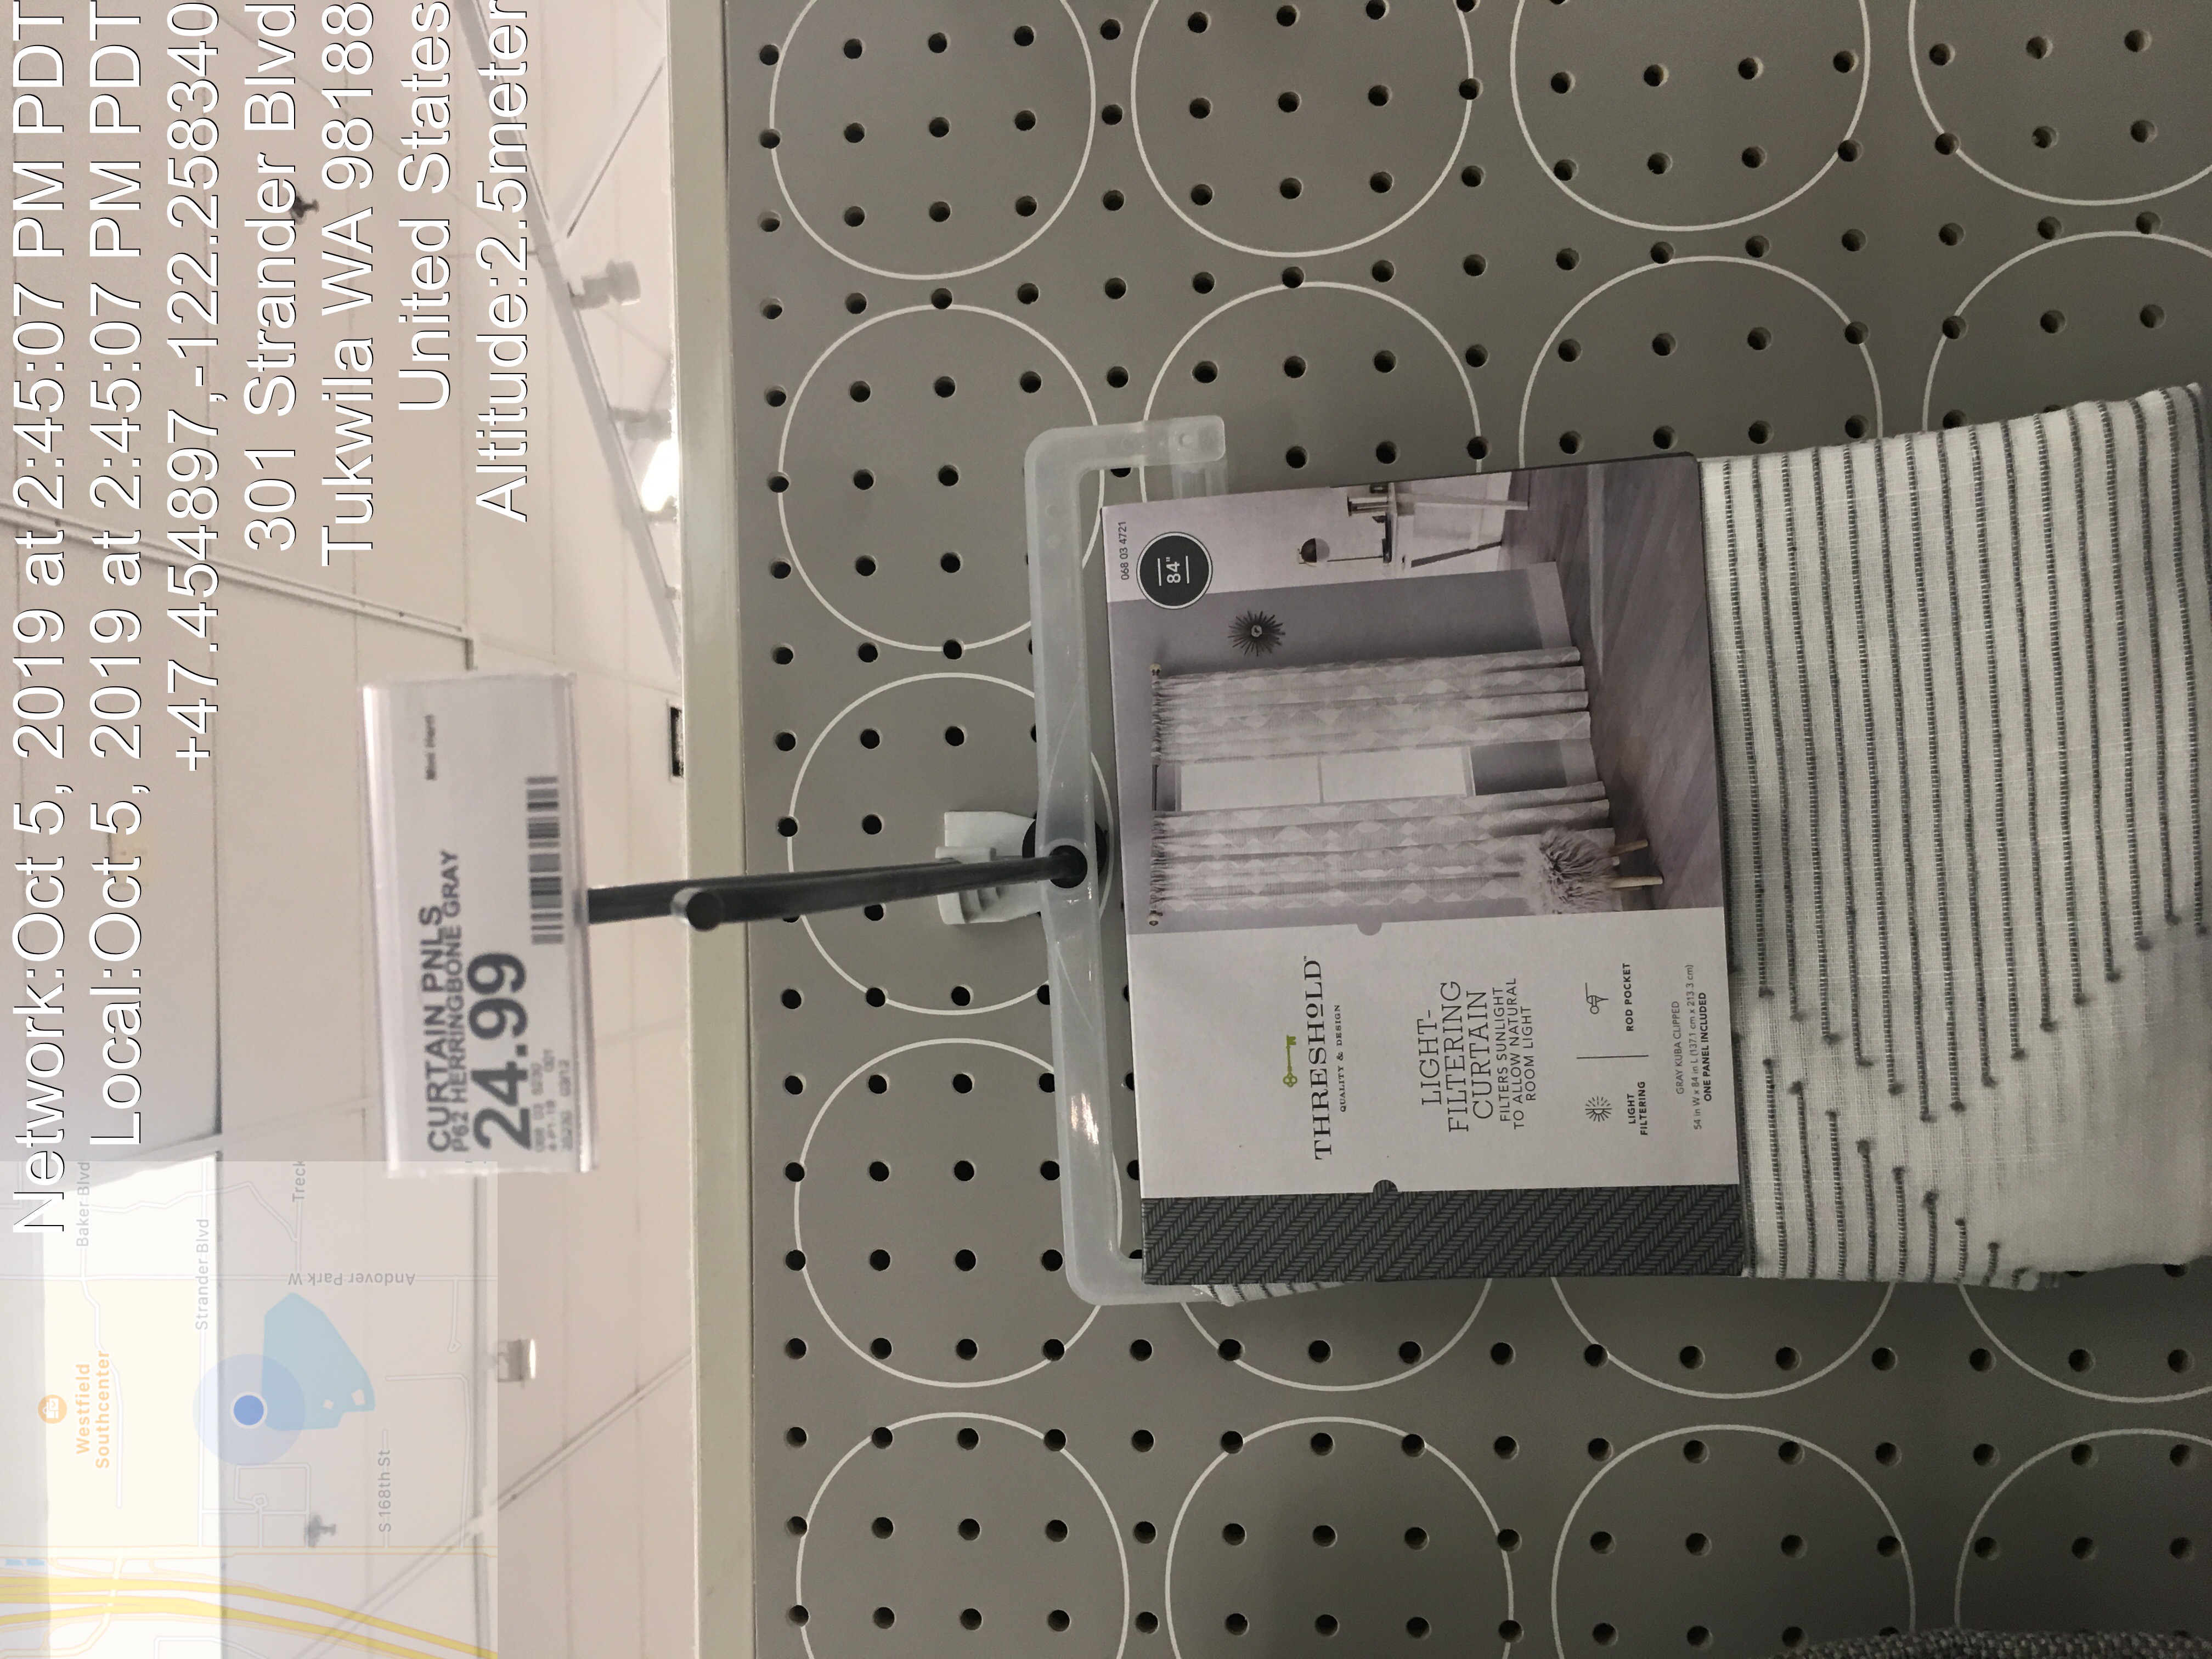 Network:Oct 5, 2019 at 2:45:07 PM PDT
Local:Oct 5, 2019 at 2:45:07 PM PDT
+47.454897,-122.258340
301 Strander Blvd
Tukwila WA 98188
United States
Altitude:2.5meter
Westfield
Southcenter
Baker Blvd
Strander Blvd
Treck
Andover Park W
S 168th St
CURTAIN PNLS
P62 HERRINGBONE GRAY
24.99
068 03 4721
84"
THRESHOLD
QUALITY & DESIGN
LIGHT-
FILTERING
CURTAIN
FILTERS SUNLIGHT
TO ALLOW NATURAL
ROOM LIGHT
LIGHT
FILTERING
ROD POCKET
GRAY KUBA CLIPPED
54 in W x 84 in L (137.1 cm x 213.3 cm)
ONE PANEL INCLUDED